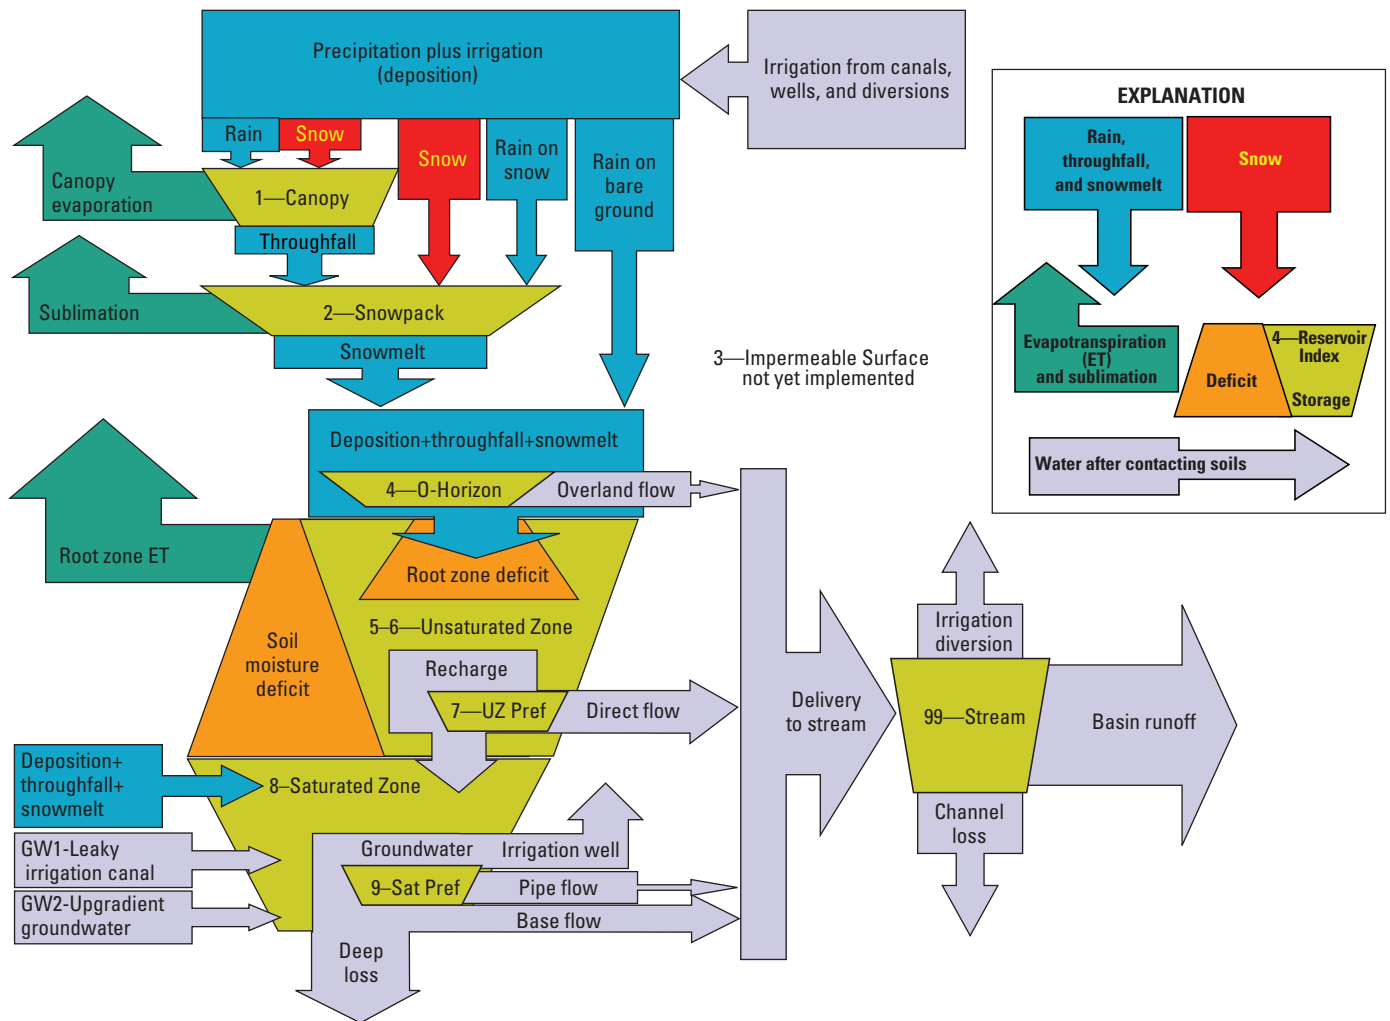 Precipitation plus irrigation
(deposition)
Irrigation from canals,
wells, and diversions
Rain
Snow
Snow
Rain on
snow
Rain on
bare
ground
Canopy
evaporation
1—Canopy
Throughfall
Sublimation
2—Snowpack
Snowmelt
3—Impermeable Surface
not yet implemented
EXPLANATION
Rain,
throughfall,
and snowmelt
Snow
Evapotranspiration
(ET)
and sublimation
Deficit
4—Reservoir
Index
Storage
Water after contacting soils
Deposition+throughfall+snowmelt
4—O-Horizon
Overland flow
Root zone ET
Root zone deficit
5–6—Unsaturated Zone
Soil
moisture
deficit
Recharge
7—UZ Pref
Direct flow
Delivery
to stream
Irrigation
diversion
99—Stream
Basin runoff
Channel
loss
Deposition+
throughfall+
snowmelt
8–Saturated Zone
GW1-Leaky
irrigation canal
GW2-Upgradient
groundwater
Groundwater
Irrigation well
9–Sat Pref
Pipe flow
Base flow
Deep
loss